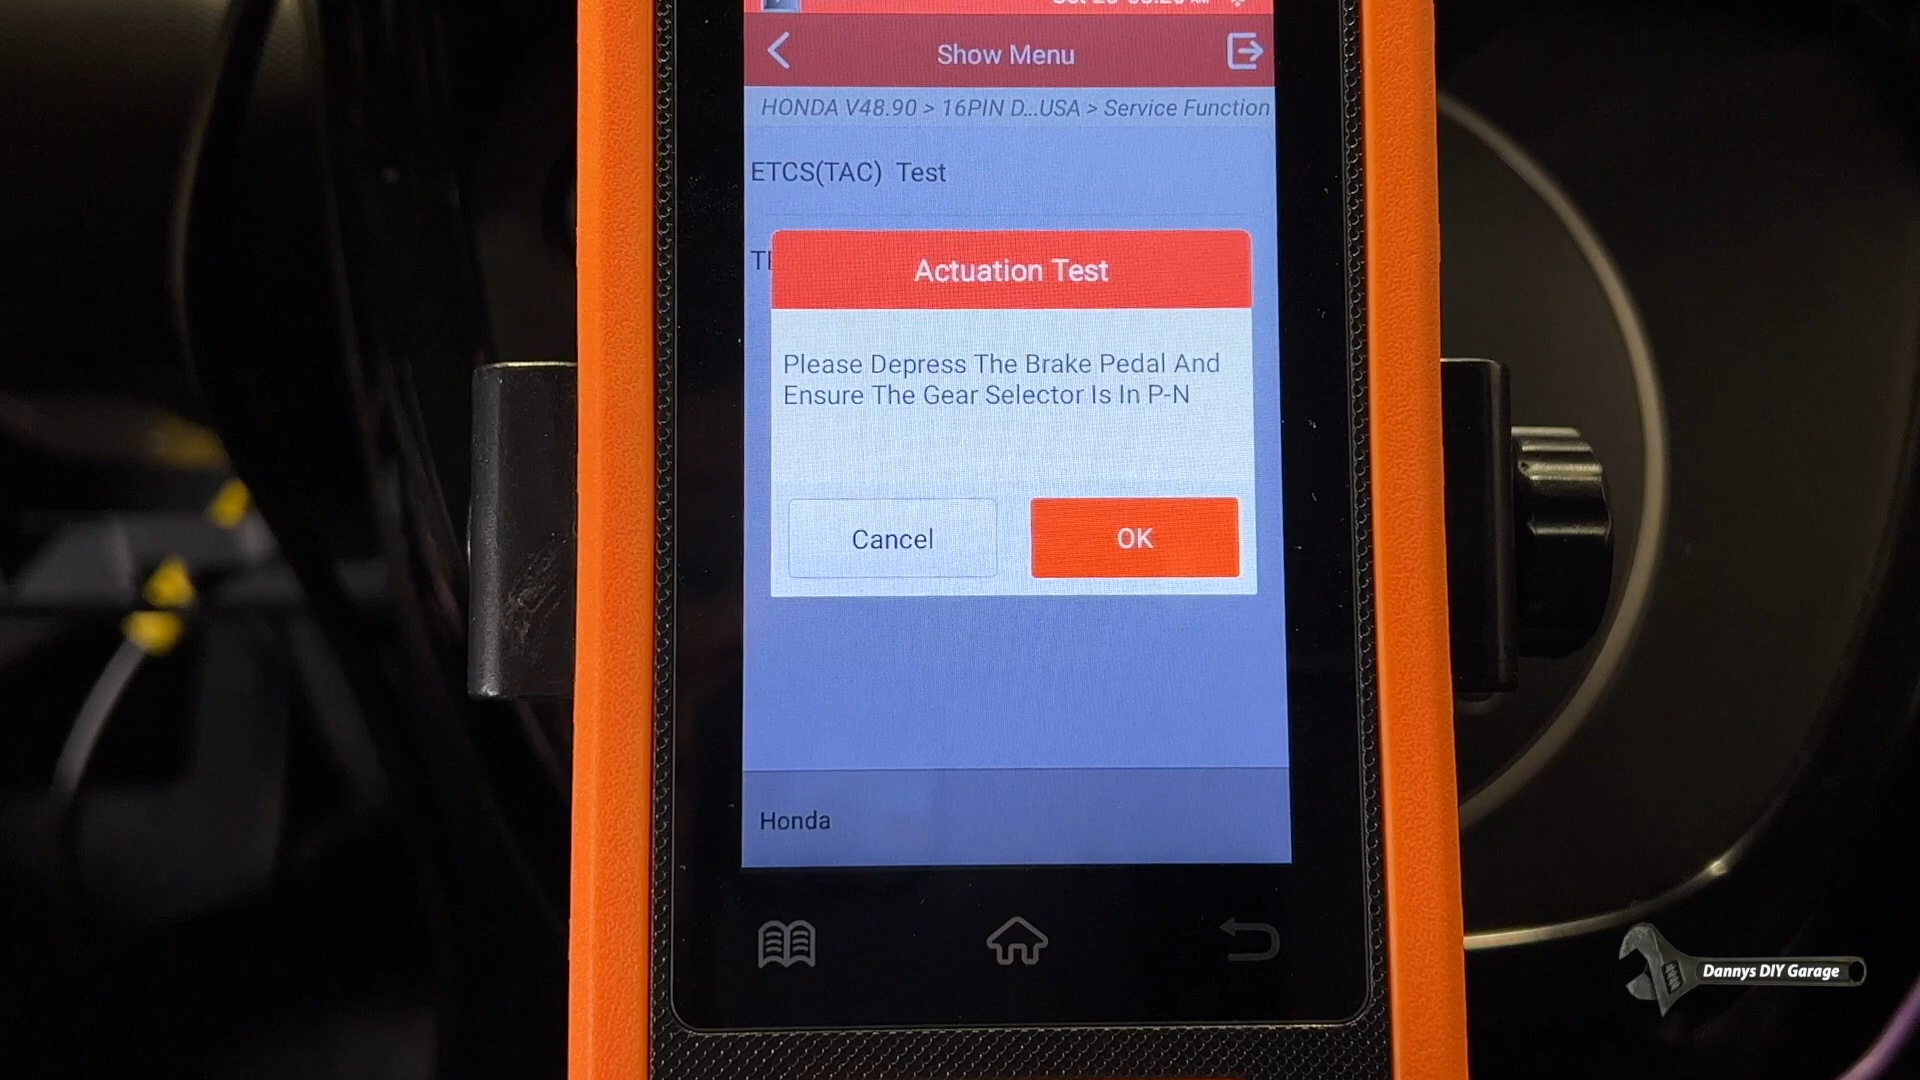 Show Menu
HONDA V48.90 > 16PIN D...USA > Service Function
ETCS(TAC) Test
Actuation Test
Please Depress The Brake Pedal And
Ensure The Gear Selector Is In P-N
Cancel
OK
Honda
Dannys DIY Garage